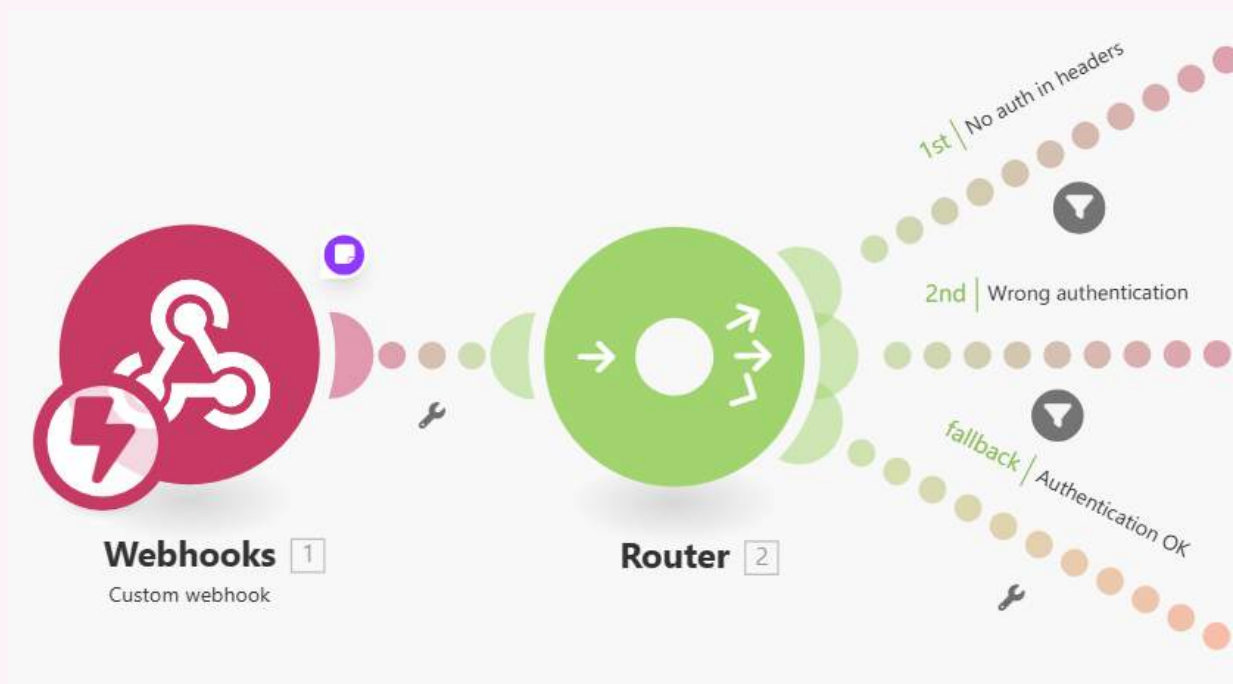 1st | No auth in headers
2nd | Wrong authentication
fallback | Authentication OK
Webhooks 1
Custom webhook
Router 2